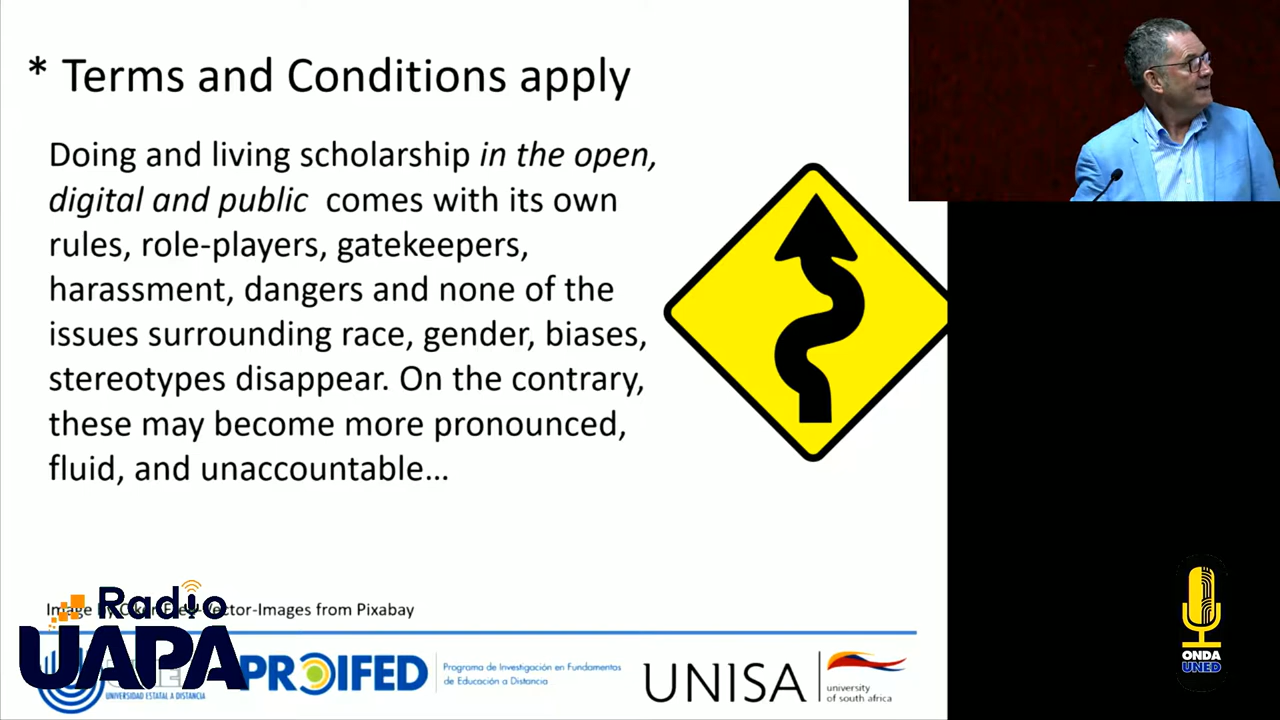 * Terms and Conditions apply
Doing and living scholarship in the open,
digital and public comes with its own
rules, role-players, gatekeepers,
harassment, dangers and none of the
issues surrounding race, gender, biases,
stereotypes disappear. On the contrary,
these may become more pronounced,
fluid, and unaccountable...
Image by
Vector-Images from Pixabay
Radio
UAPA
UNIVERSIDAD ESTATAL A DISTANCIA
PROIFED
Programa de Investigación en Fundamentos
de Educación a Distancia
UNISA
university
of south africa
ONDA
UNED